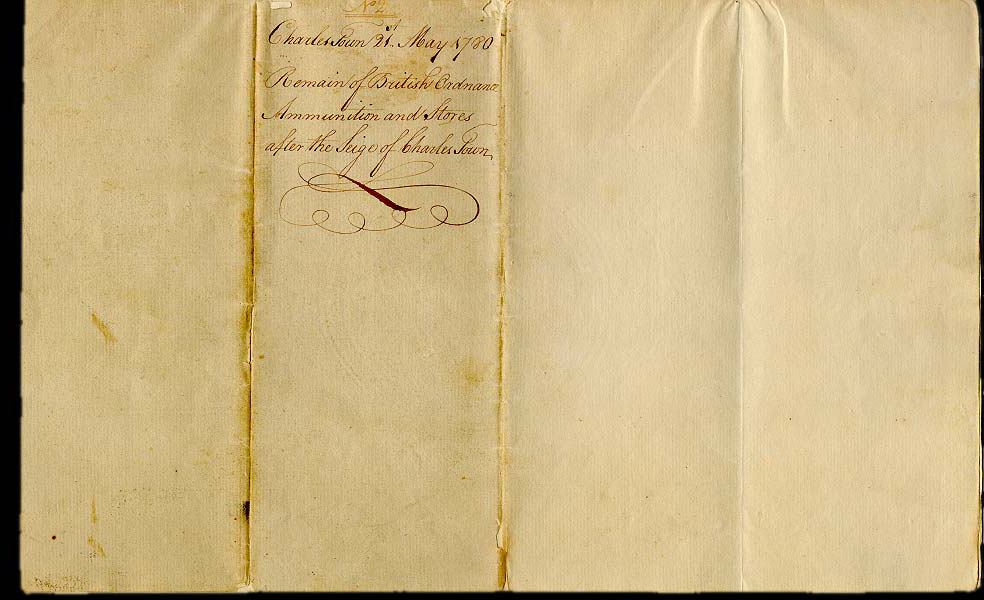 No. 2
Charles Town 21st. May 1780
Remain of British Ordnance
Ammunition and Stores
after the Seige of Charles Town,